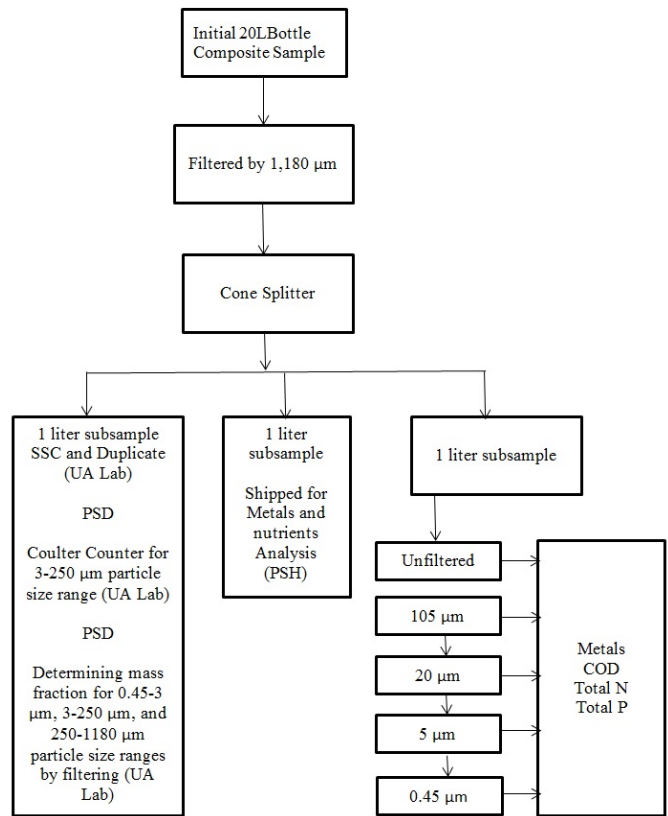 Initial 20LBottle
Composite Sample
Filtered by 1,180 µm
Cone Splitter
1 liter subsample
SSC and Duplicate
(UA Lab)
PSD
Coulter Counter for
3-250 µm particle
size range (UA Lab)
PSD
Determining mass
fraction for 0.45-3
µm, 3-250 µm, and
250-1180 µm
particle size ranges
by filtering (UA
Lab)
1 liter
subsample
Shipped for
Metals and
nutrients
Analysis
(PSH)
1 liter subsample
Unfiltered
105 µm
20 µm
5 µm
0.45 µm
Metals
COD
Total N
Total P